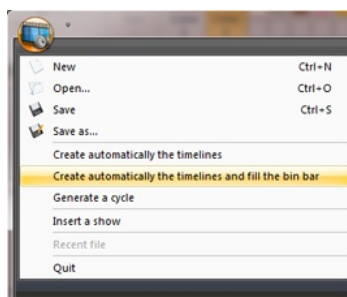 New Ctrl+N
Open... Ctrl+O
Save Ctrl+S
Save as...
Create automatically the timelines
Create automatically the timelines and fill the bin bar
Generate a cycle
Insert a show
Recent file
Quit